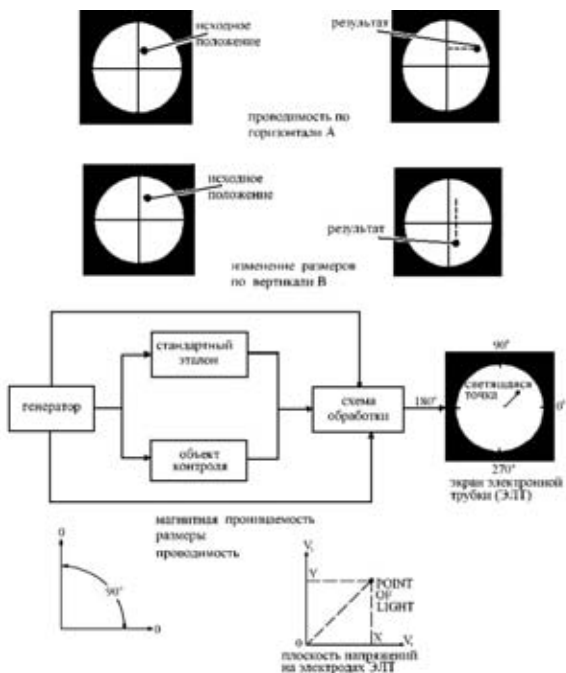 исходное
положение
результат
проводимость по
горизонтали А
исходное
положение
результат
изменение размеров
по вертикали В
стандартный
эталон
генератор
объект
контроля
схема
обработки
90°
светящаяся
точка
180°
0°
270°
экран электронной
трубки (ЭЛТ)
магнитная проницаемость
размеры
проводимость
0
90°
0
V,
Y
POINT
OF
LIGHT
0
X
V,
плоскость напряжений
на электродах ЭЛТ